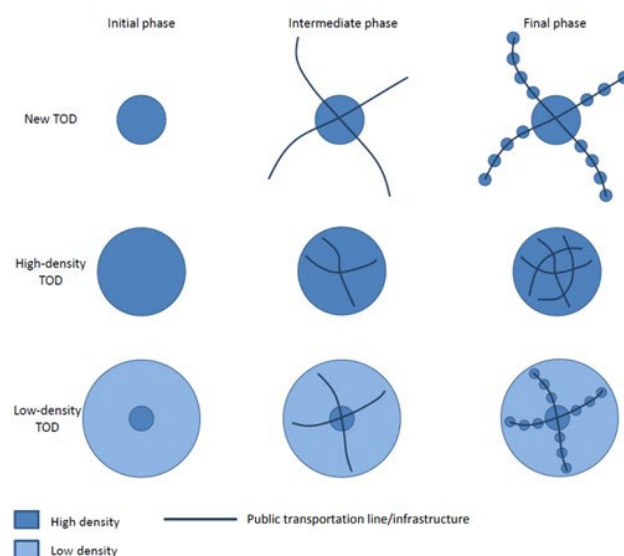 Initial phase
Intermediate phase
Final phase
New TOD
High-density
TOD
Low-density
TOD
High density
Public transportation line/infrastructure
Low density